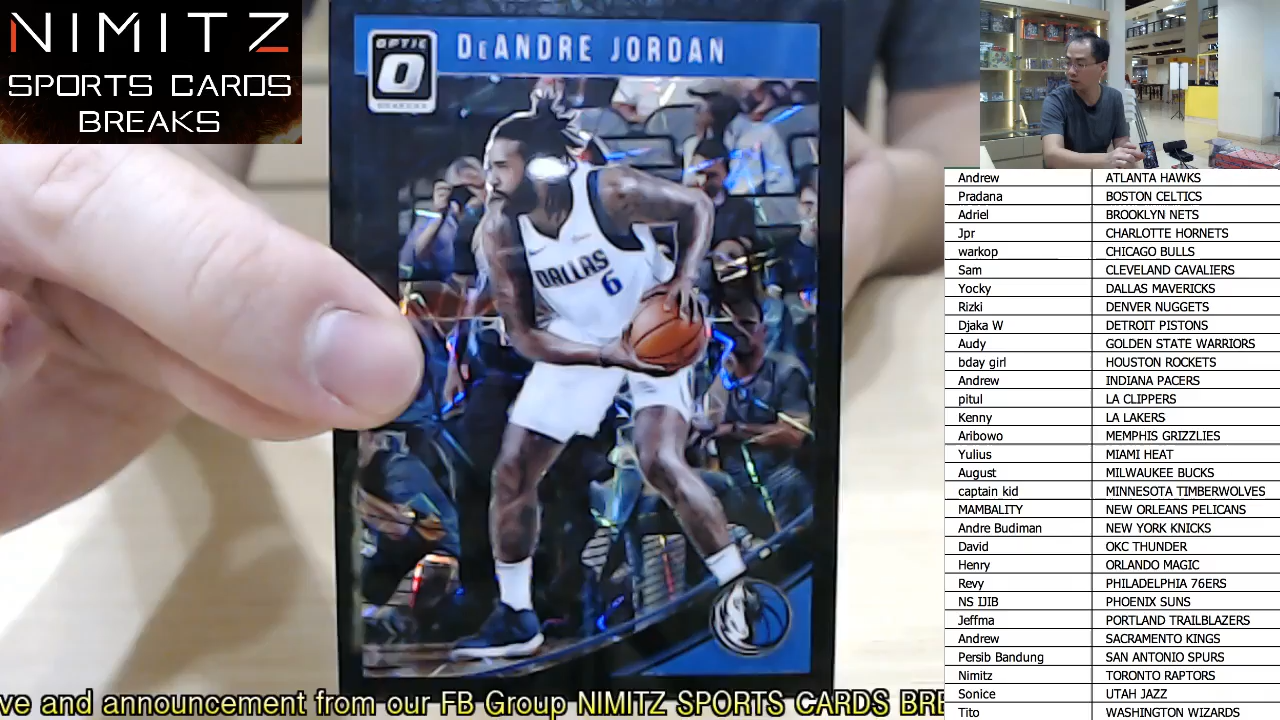 NIMITZ
SPORTS CARDS
BREAKS
OPTIC
DeANDRE JORDAN
DALLAS
6
Andrew ATLANTA HAWKS
Pradana BOSTON CELTICS
Adriel BROOKLYN NETS
Jpr CHARLOTTE HORNETS
warkop CHICAGO BULLS
Sam CLEVELAND CAVALIERS
Yocky DALLAS MAVERICKS
Rizki DENVER NUGGETS
Djaka W DETROIT PISTONS
Audy GOLDEN STATE WARRIORS
bday girl HOUSTON ROCKETS
Andrew INDIANA PACERS
pitul LA CLIPPERS
Kenny LA LAKERS
Aribowo MEMPHIS GRIZZLIES
Yulius MIAMI HEAT
August MILWAUKEE BUCKS
captain kid MINNESOTA TIMBERWOLVES
MAMBALITY NEW ORLEANS PELICANS
Andre Budiman NEW YORK KNICKS
David OKC THUNDER
Henry ORLANDO MAGIC
Revy PHILADELPHIA 76ERS
NS IJIB PHOENIX SUNS
Jeffma PORTLAND TRAILBLAZERS
Andrew SACRAMENTO KINGS
Persib Bandung SAN ANTONIO SPURS
Nimitz TORONTO RAPTORS
Sonice UTAH JAZZ
Tito WASHINGTON WIZARDS
ve and announcement from our FB Group NIMITZ SPORTS CARDS BRE